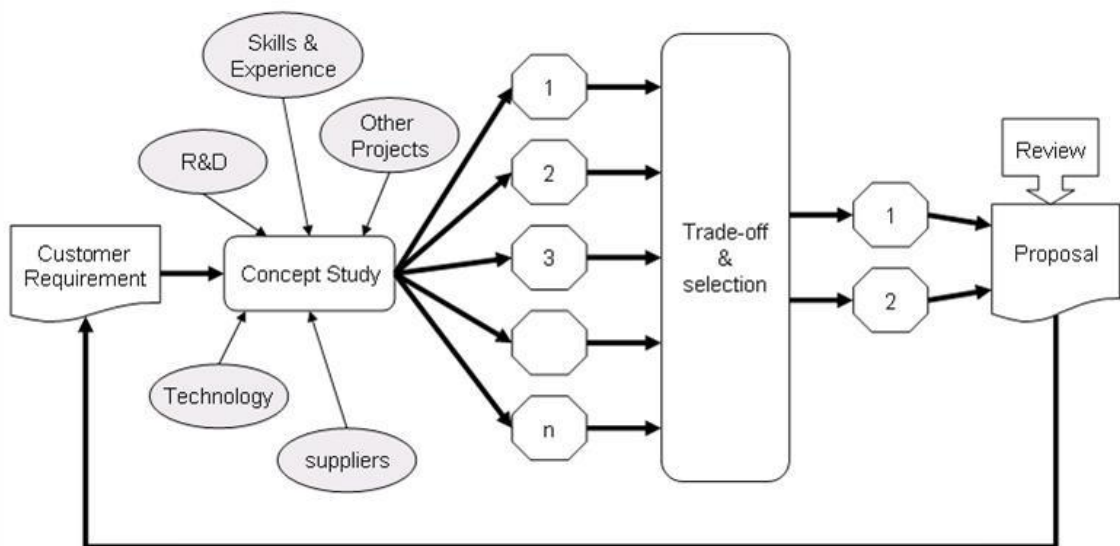 Skills &
Experience
Other
Projects
R&D
Customer
Requirement
Concept Study
Technology
suppliers
1
2
3
n
Trade-off
&
selection
1
2
Review
Proposal